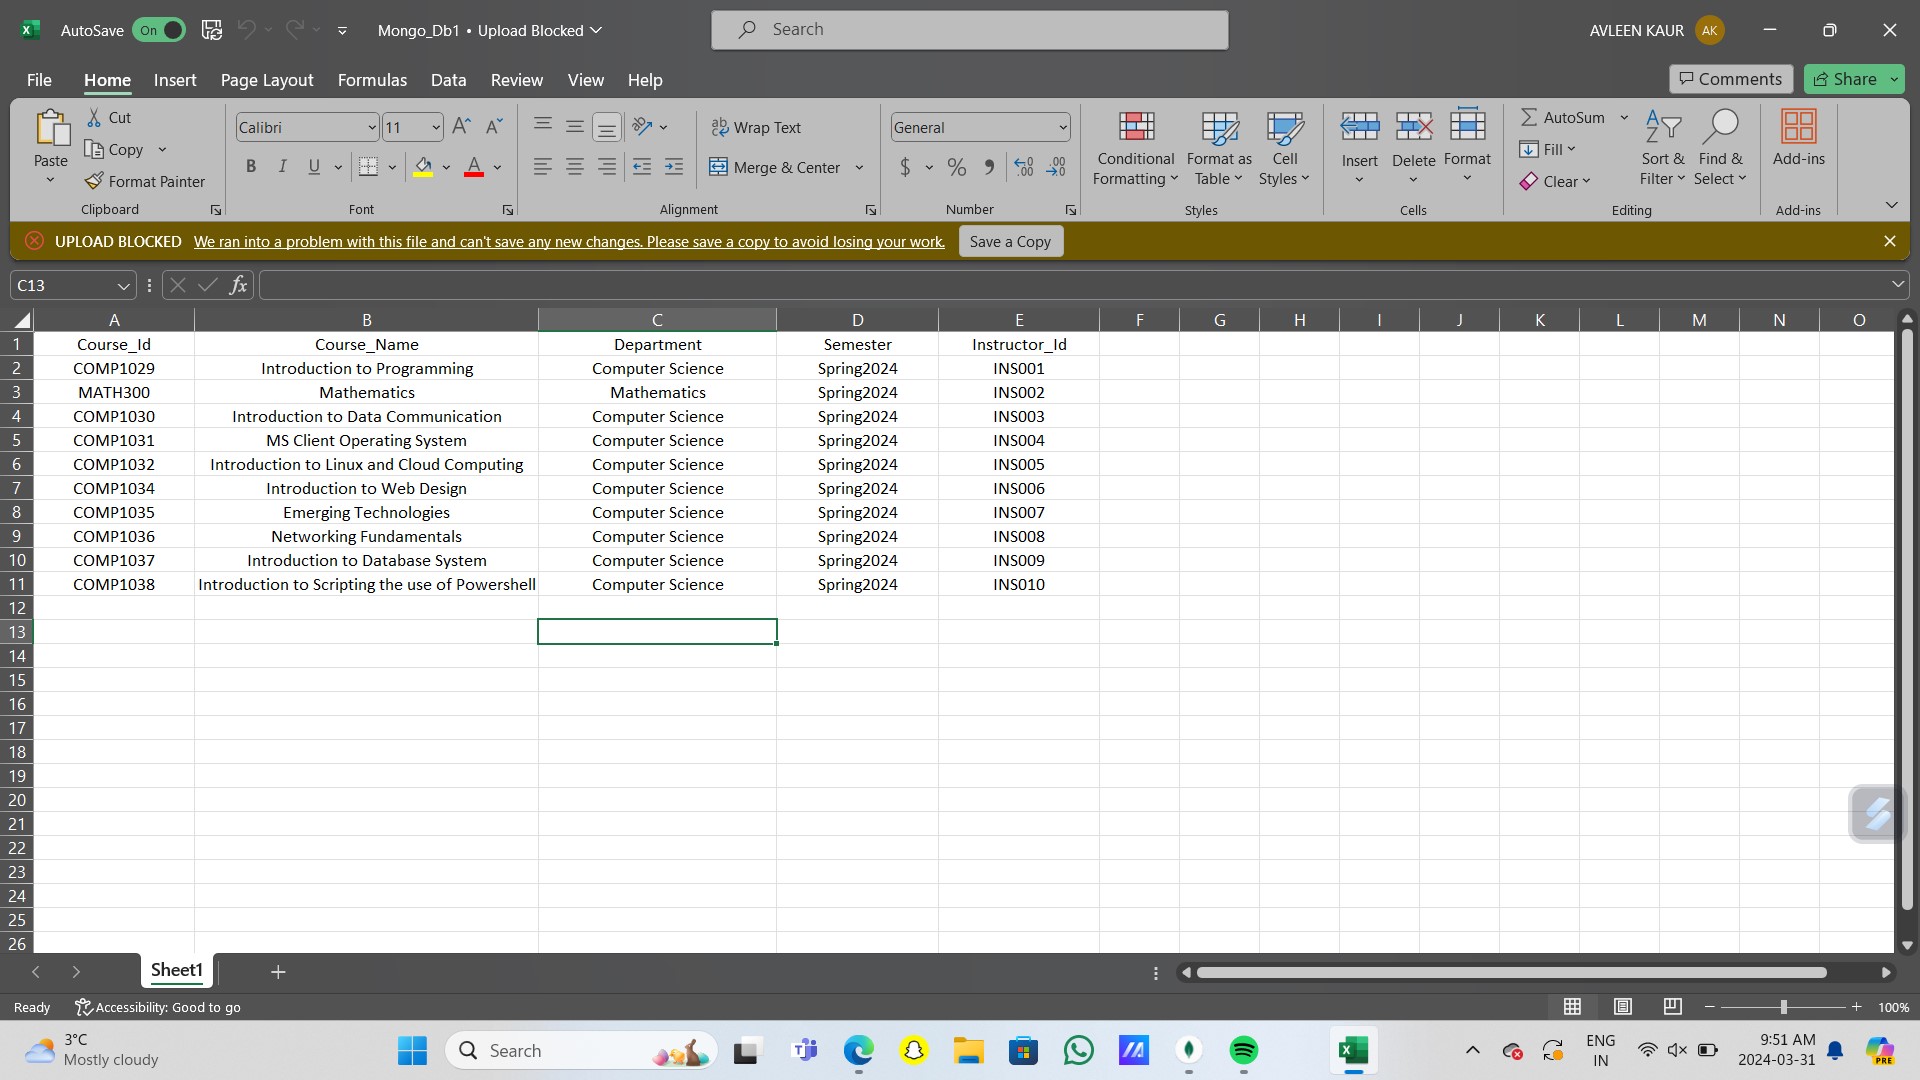 AutoSave On Mongo_Db1 • Upload Blocked Search AVLEEN KAUR AK
File Home Insert Page Layout Formulas Data Review View Help Comments Share
Paste Cut Copy Format Painter Clipboard
Calibri 11 B I U A Font
Wrap Text Merge & Center Alignment
General $ % Number
Conditional Formatting Format as Table Cell Styles Styles
Insert Delete Format Cells
AutoSum Fill Clear Sort & Filter Find & Select Editing
Add-ins Add-ins
UPLOAD BLOCKED We ran into a problem with this file and can't save any new changes. Please save a copy to avoid losing your work. Save a Copy
C13 fx
A B C D E F G H I J K L M N O
1 Course_Id Course_Name Department Semester Instructor_Id
2 COMP1029 Introduction to Programming Computer Science Spring2024 INS001
3 MATH300 Mathematics Mathematics Spring2024 INS002
4 COMP1030 Introduction to Data Communication Computer Science Spring2024 INS003
5 COMP1031 MS Client Operating System Computer Science Spring2024 INS004
6 COMP1032 Introduction to Linux and Cloud Computing Computer Science Spring2024 INS005
7 COMP1034 Introduction to Web Design Computer Science Spring2024 INS006
8 COMP1035 Emerging Technologies Computer Science Spring2024 INS007
9 COMP1036 Networking Fundamentals Computer Science Spring2024 INS008
10 COMP1037 Introduction to Database System Computer Science Spring2024 INS009
11 COMP1038 Introduction to Scripting the use of Powershell Computer Science Spring2024 INS010
12
13
14
15
16
17
18
19
20
21
22
23
24
25
26
Sheet1
Ready Accessibility: Good to go 100%
3°C
Mostly cloudy
Search
ENG
IN
9:51 AM
2024-03-31
PRE